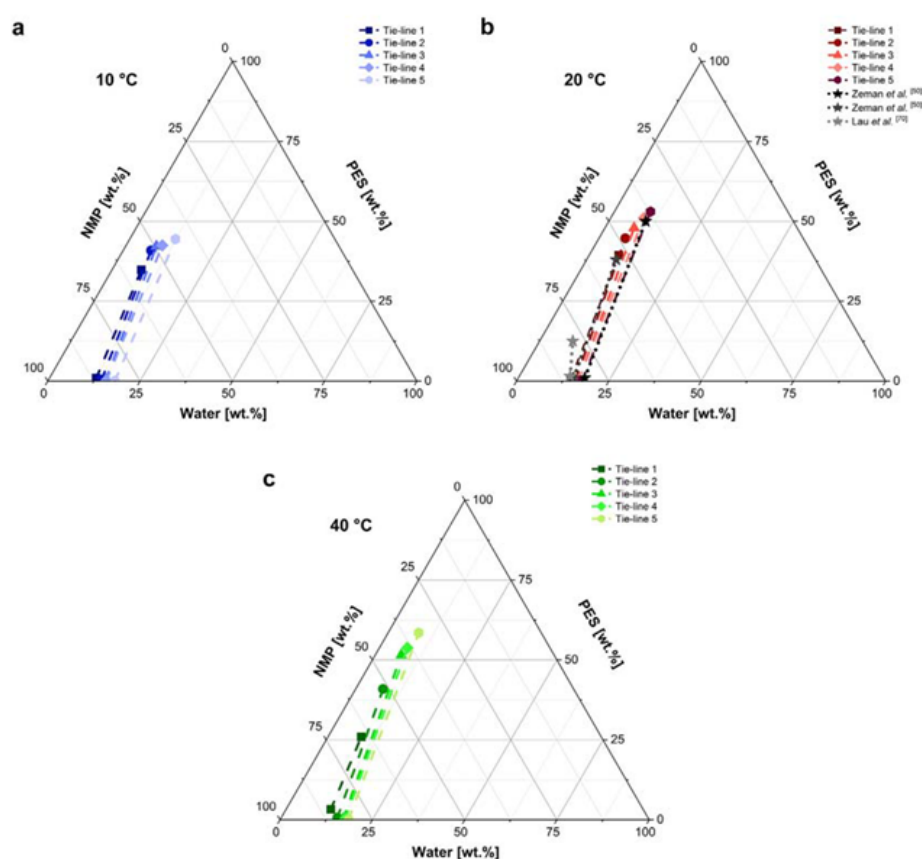 a
10 °C
Tie-line 1
Tie-line 2
Tie-line 3
Tie-line 4
Tie-line 5
0
100
25
75
NMP [wt.%]
PES [wt.%]
50
50
75
25
100
0
0
25
50
75
100
Water [wt.%]
b
20 °C
Tie-line 1
Tie-line 2
Tie-line 3
Tie-line 4
Tie-line 5
Zeman et al. [50]
Zeman et al. [50]
Lau et al. [70]
0
100
25
75
NMP [wt.%]
PES [wt.%]
50
50
75
25
100
0
0
25
50
75
100
Water [wt.%]
c
40 °C
Tie-line 1
Tie-line 2
Tie-line 3
Tie-line 4
Tie-line 5
0
100
25
75
NMP [wt.%]
PES [wt.%]
50
50
75
25
100
0
0
25
50
75
100
Water [wt.%]